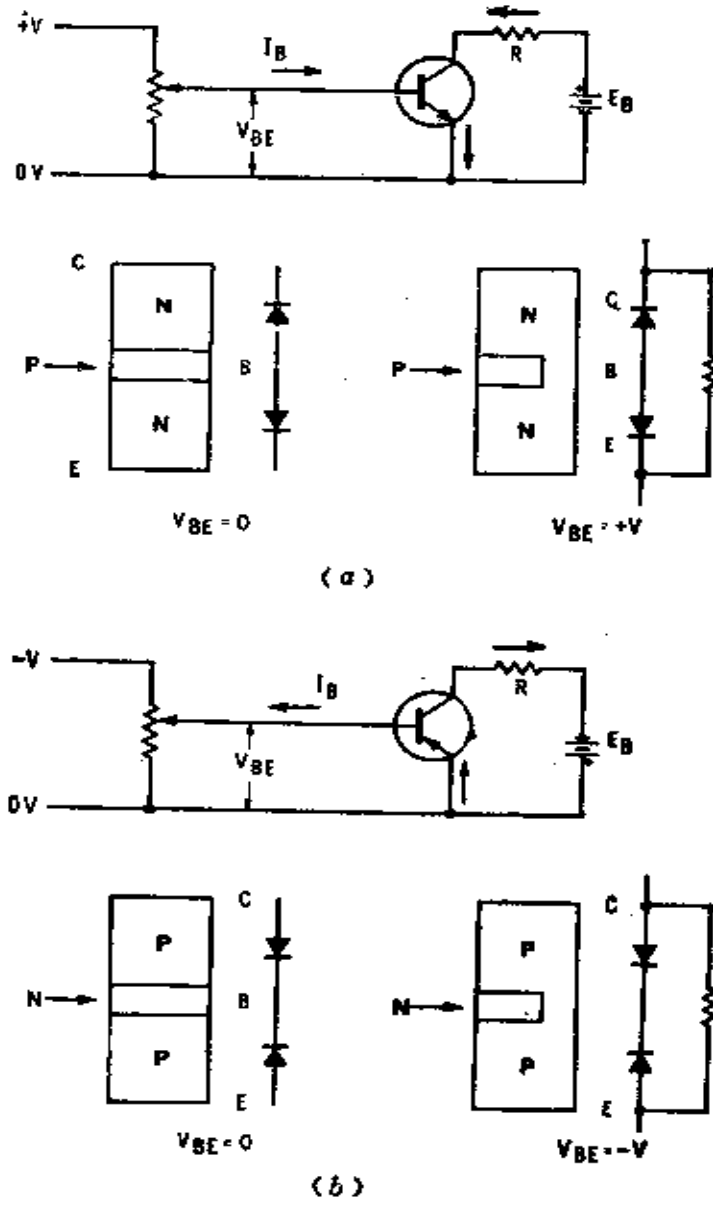 +V
I_B
R
V_BE
E_B
0V
C
N
P
B
N
E
V_BE = 0
N
P
N
C
B
E
V_BE = +V
(a)
-V
I_B
R
V_BE
E_B
0V
C
P
N
B
P
E
V_BE = 0
P
N
P
C
E
V_BE = -V
(b)